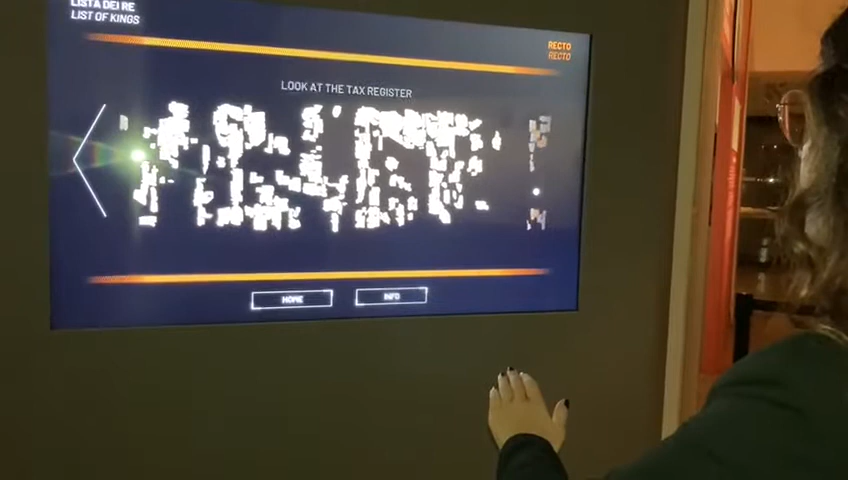 LISTA DEI RE
LIST OF KINGS
RECTO
RECTO
LOOK AT THE TAX REGISTER
HOME
INFO